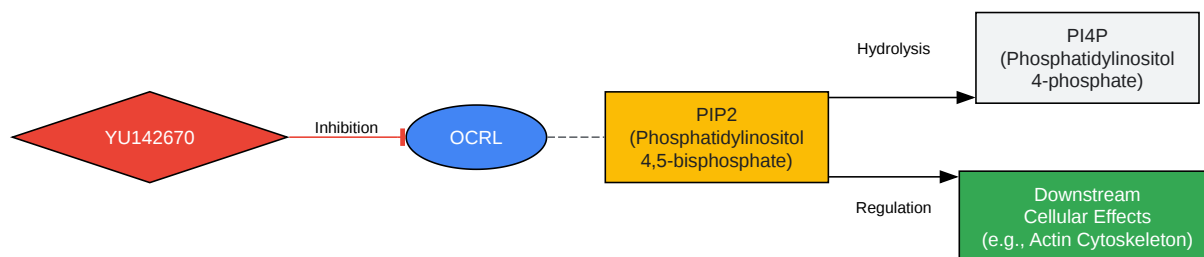 YU142670
Inhibition
OCRL
PIP2
(Phosphatidylinositol
4,5-bisphosphate)
Hydrolysis
PI4P
(Phosphatidylinositol
4-phosphate)
Regulation
Downstream
Cellular Effects
(e.g., Actin Cytoskeleton)